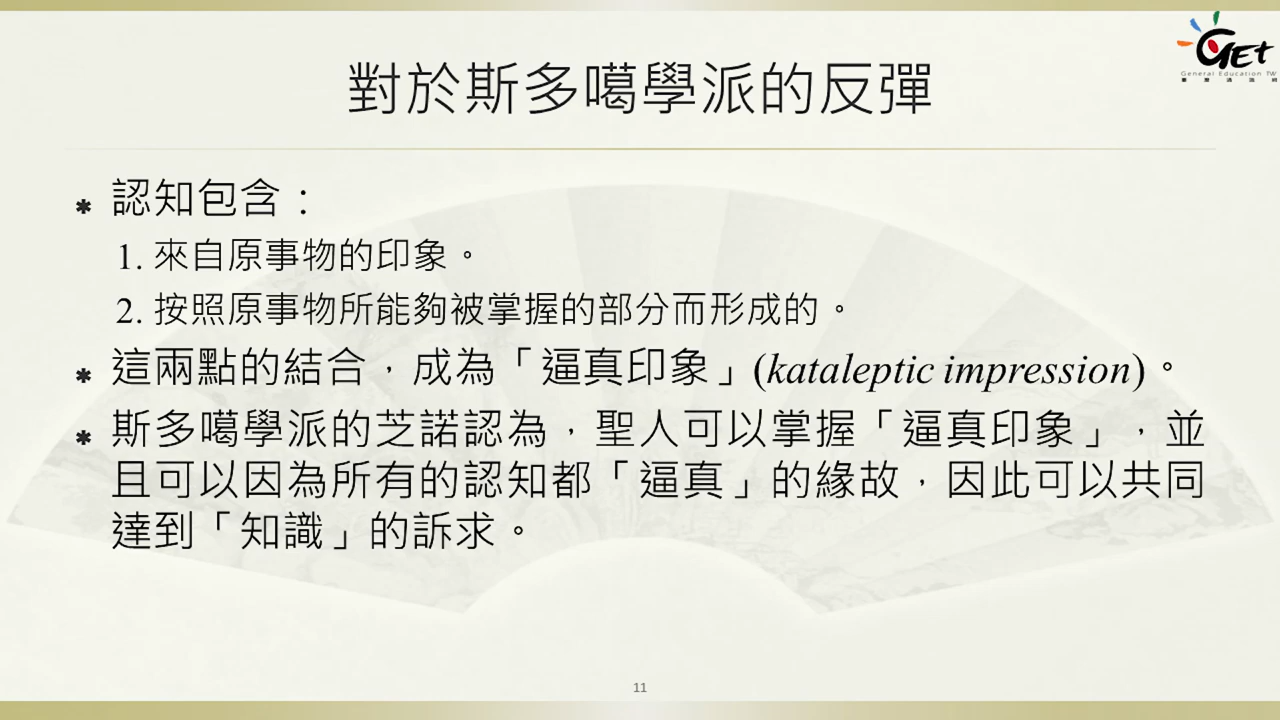 對於斯多噶學派的反彈
GET
General Education TW
認知包含：
1. 來自原事物的印象。
2. 按照原事物所能夠被掌握的部分而形成的。
這兩點的結合，成為「逼真印象」(kataleptic impression)。
斯多噶學派的芝諾認為，聖人可以掌握「逼真印象」，並
且可以因為所有的認知都「逼真」的緣故，因此可以共同
達到「知識」的訴求。
11